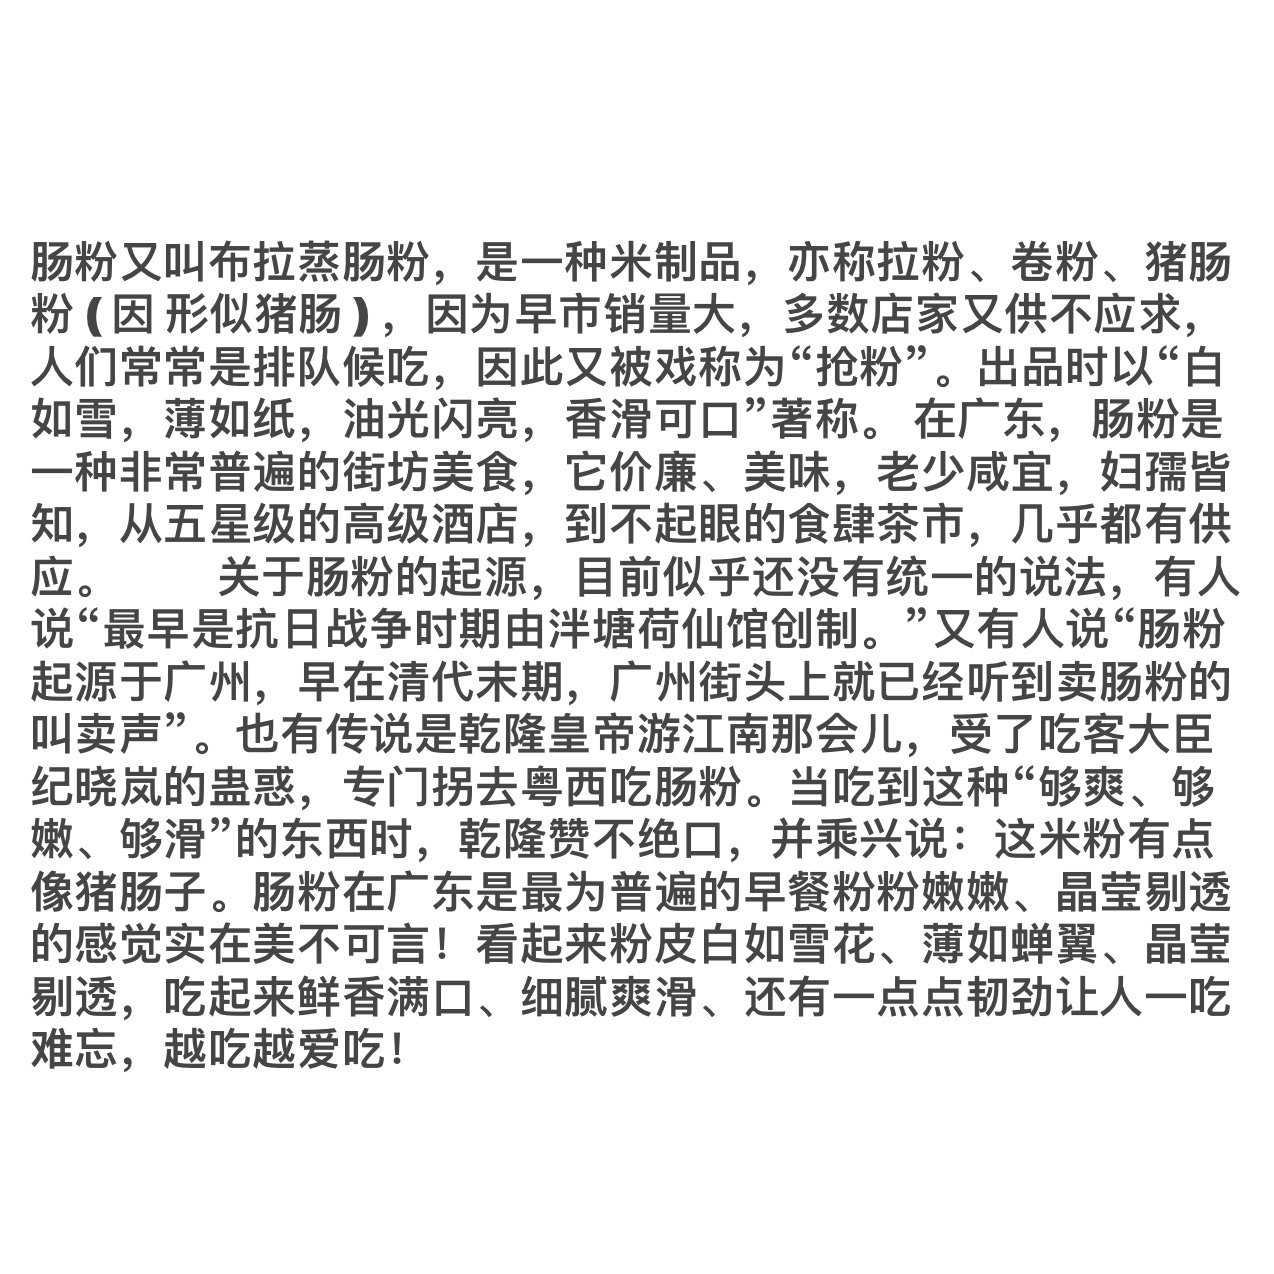 肠粉又叫布拉蒸肠粉，是一种米制品，亦称拉粉、卷粉、猪肠
粉 ( 因 形似猪肠 ) ，因为早市销量大，多数店家又供不应求，
人们常常是排队候吃，因此又被戏称为“抢粉”。出品时以“白
如雪，薄如纸，油光闪亮，香滑可口”著称。 在广东，肠粉是
一种非常普遍的街坊美食，它价廉、美味，老少咸宜，妇孺皆
知，从五星级的高级酒店，到不起眼的食肆茶市，几乎都有供
应。　　 关于肠粉的起源，目前似乎还没有统一的说法，有人
说“最早是抗日战争时期由泮塘荷仙馆创制。”又有人说“肠粉
起源于广州，早在清代末期，广州街头上就已经听到卖肠粉的
叫卖声”。也有传说是乾隆皇帝游江南那会儿，受了吃客大臣
纪晓岚的蛊惑，专门拐去粤西吃肠粉。当吃到这种“够爽、够
嫩、够滑”的东西时，乾隆赞不绝口，并乘兴说：这米粉有点
像猪肠子。肠粉在广东是最为普遍的早餐粉粉嫩嫩、晶莹剔透
的感觉实在美不可言！看起来粉皮白如雪花、薄如蝉翼、晶莹
剔透，吃起来鲜香满口、细腻爽滑、还有一点点韧劲让人一吃
难忘，越吃越爱吃！